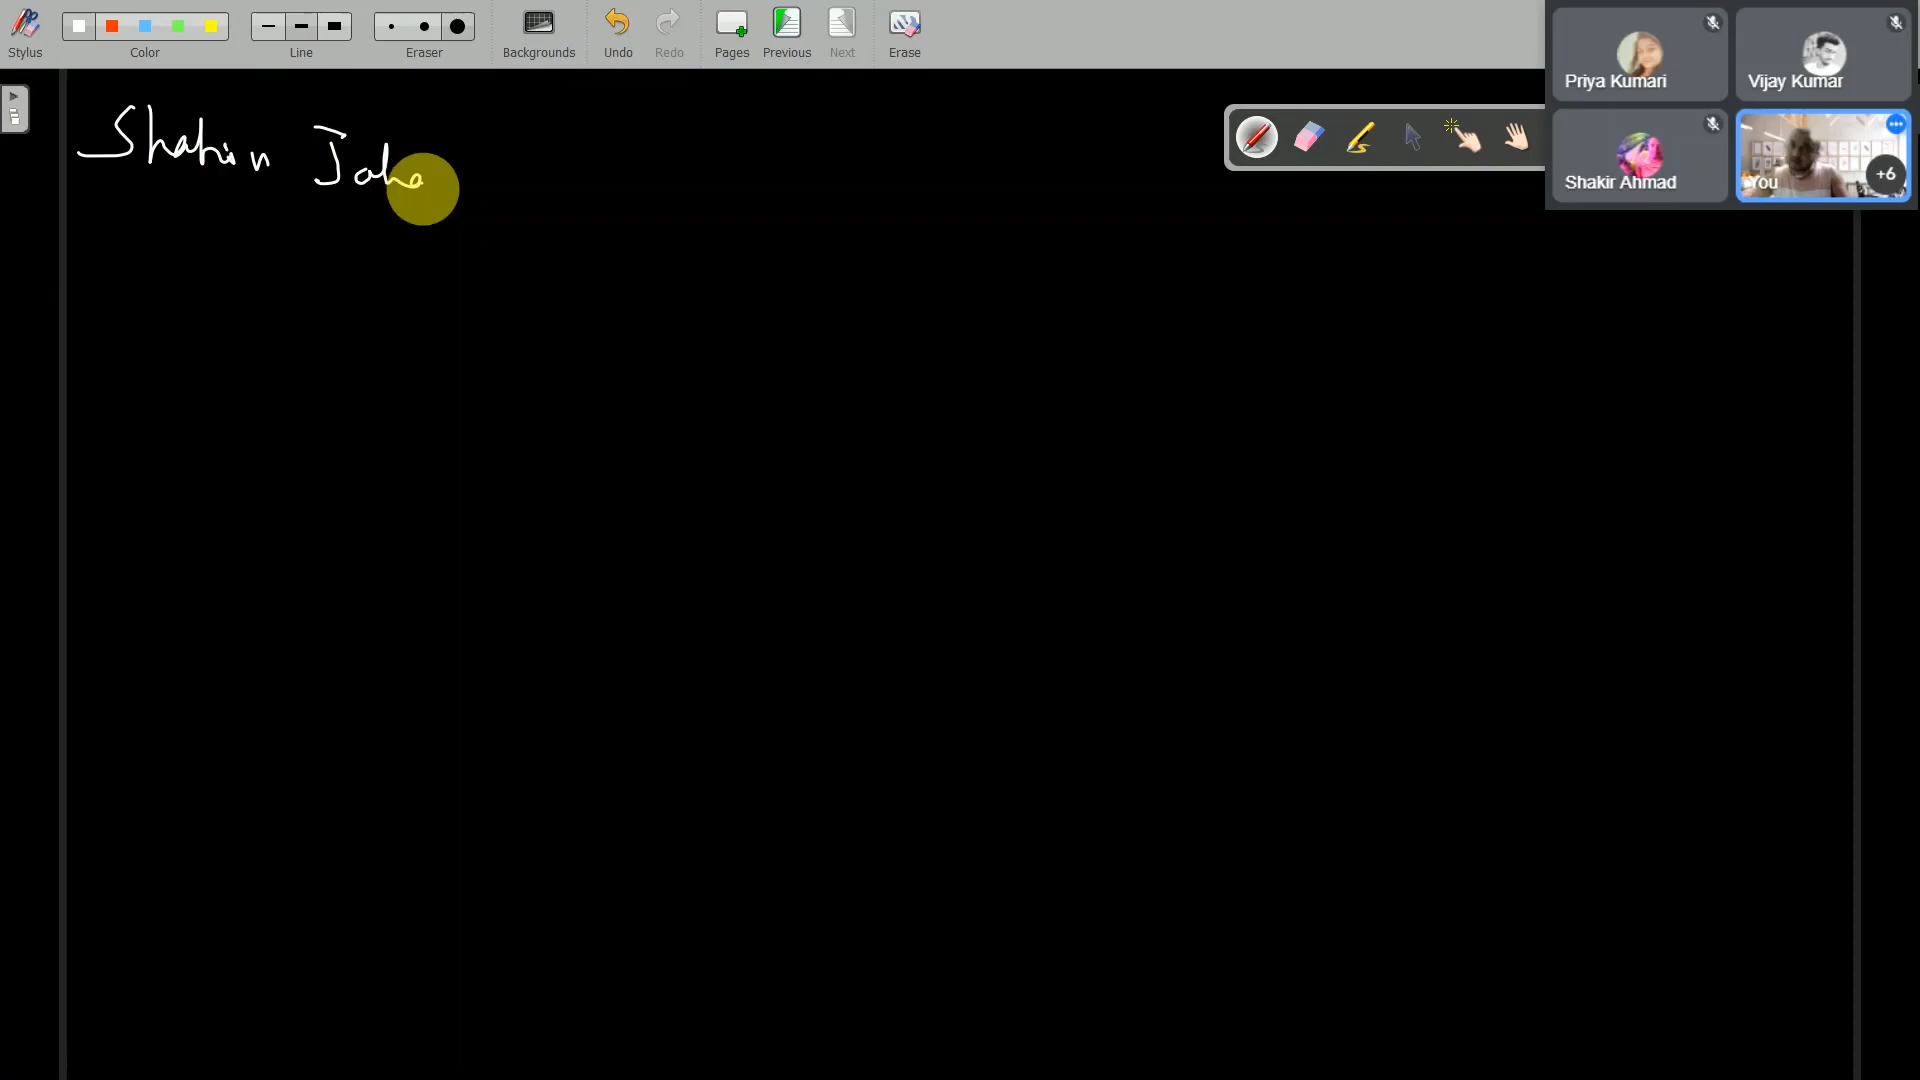 Stylus Color Line Eraser Backgrounds Undo Redo Pages Previous Next Erase
Priya Kumari
Vijay Kumar
Shakir Ahmad
You
+6
Shahin Jaha